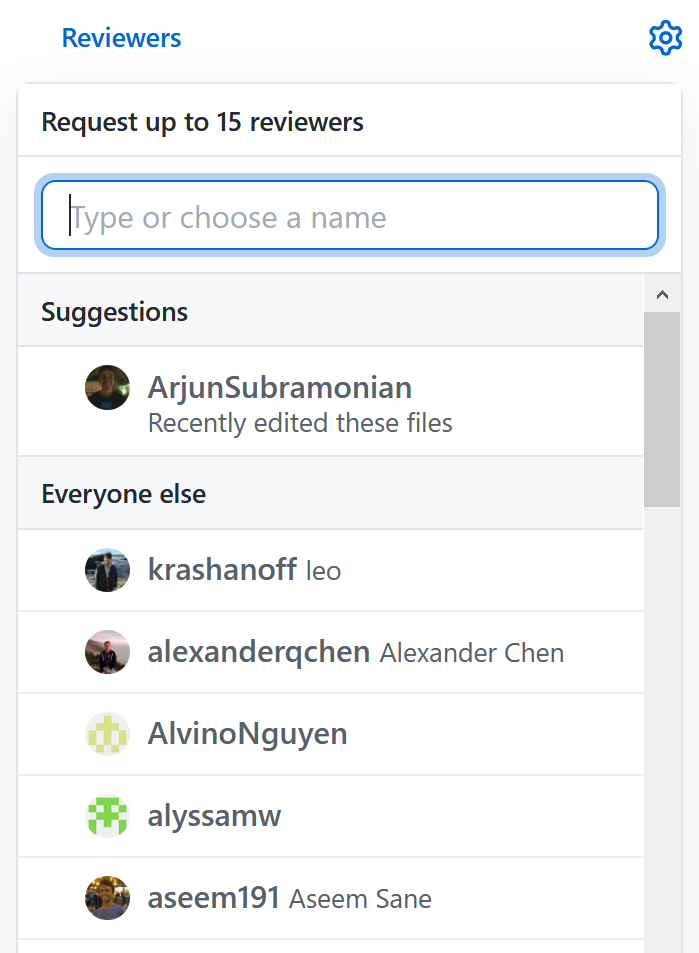 Reviewers
Request up to 15 reviewers
Type or choose a name
Suggestions
ArjunSubramonian
Recently edited these files
Everyone else
krashanoff leo
alexanderqchen Alexander Chen
AlvinoNguyen
alyssamw
aseem191 Aseem Sane